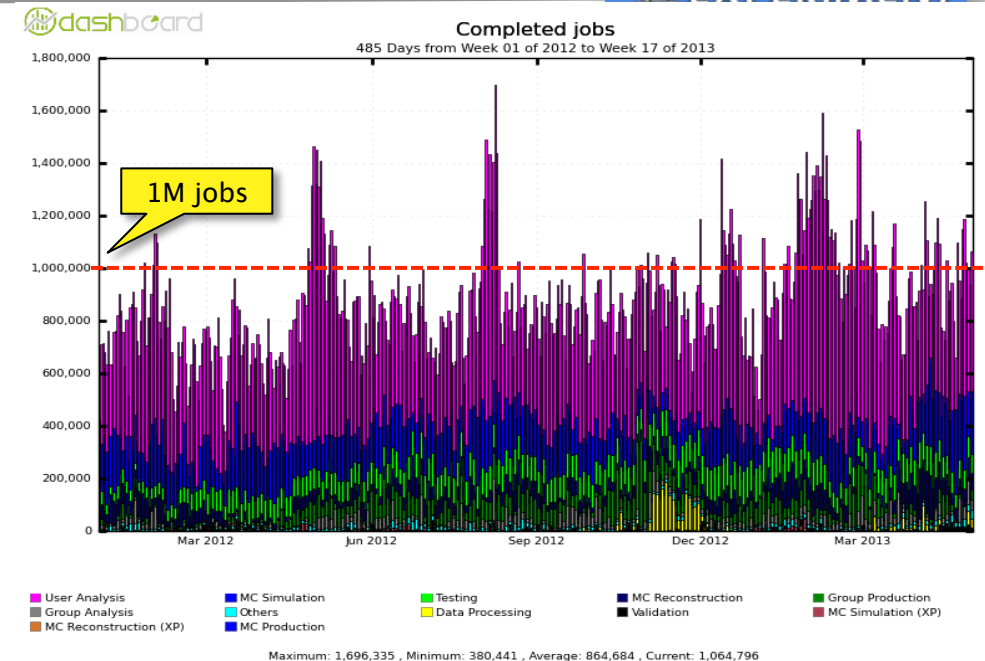 dashboard
Completed jobs
485 Days from Week 01 of 2012 to Week 17 of 2013
1,800,000
1,600,000
1,400,000
1,200,000
1,000,000
800,000
600,000
400,000
200,000
0
1M jobs
Mar 2012 Jun 2012 Sep 2012 Dec 2012 Mar 2013
User Analysis MC Simulation Testing MC Reconstruction Group Production
Group Analysis Others Data Processing Validation MC Simulation (XP)
MC Reconstruction (XP) MC Production
Maximum: 1,696,335 , Minimum: 380,441 , Average: 864,684 , Current: 1,064,796